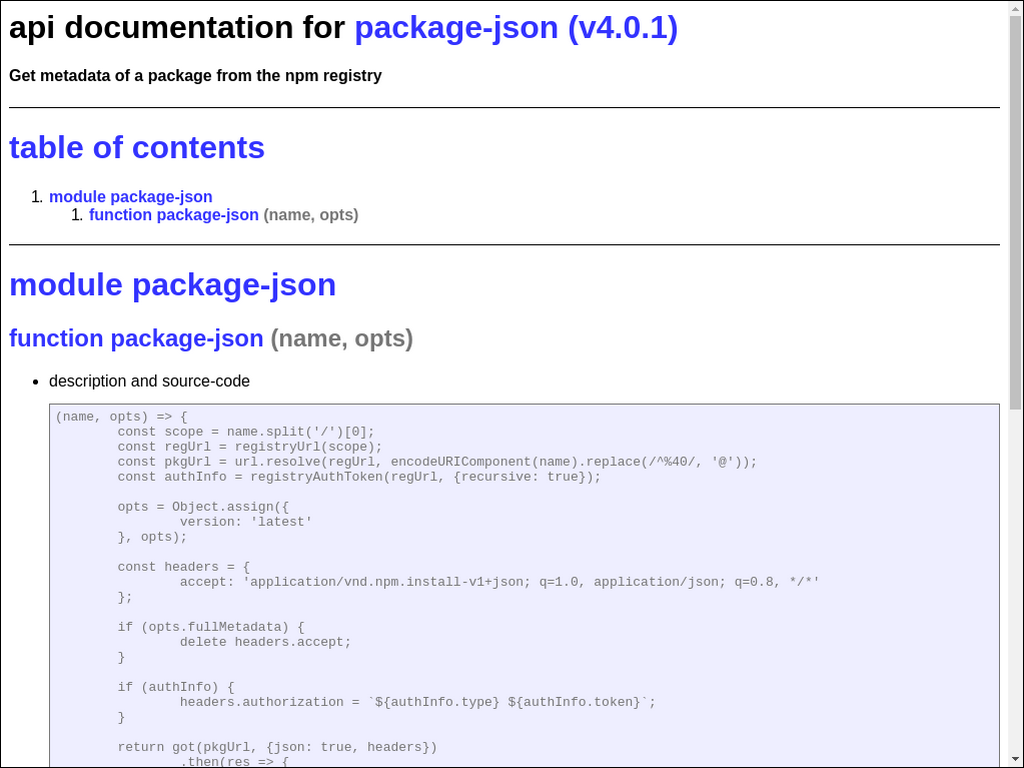 api documentation for package-json (v4.0.1)
Get metadata of a package from the npm registry
table of contents
1. module package-json
1. function package-json (name, opts)
module package-json
function package-json (name, opts)
• description and source-code
(name, opts) => {
        const scope = name.split('/')[0];
        const regUrl = registryUrl(scope);
        const pkgUrl = url.resolve(regUrl, encodeURIComponent(name).replace(/^%40/, '@'));
        const authInfo = registryAuthToken(regUrl, {recursive: true});
        opts = Object.assign({
                version: 'latest'
        }, opts);
        const headers = {
                accept: 'application/vnd.npm.install-v1+json; q=1.0, application/json; q=0.8, */*'
        };
        if (opts.fullMetadata) {
                delete headers.accept;
        }
        if (authInfo) {
                headers.authorization = `${authInfo.type} ${authInfo.token}`;
        }
        return got(pkgUrl, {json: true, headers})
                .then(res => {